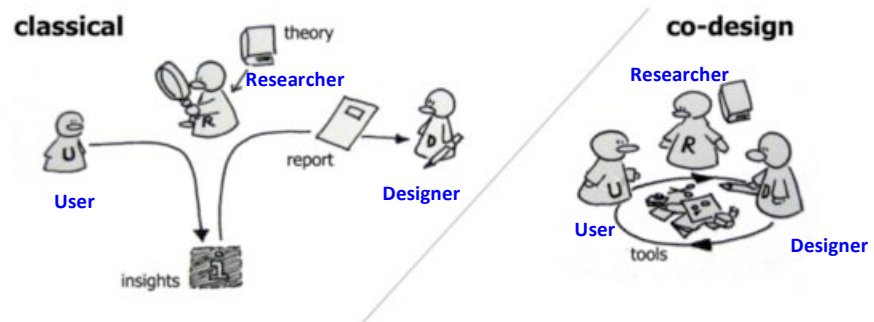 classical
theory
Researcher
R
U
User
report
D
Designer
insights
i
co-design
Researcher
R
U
D
User
Designer
tools